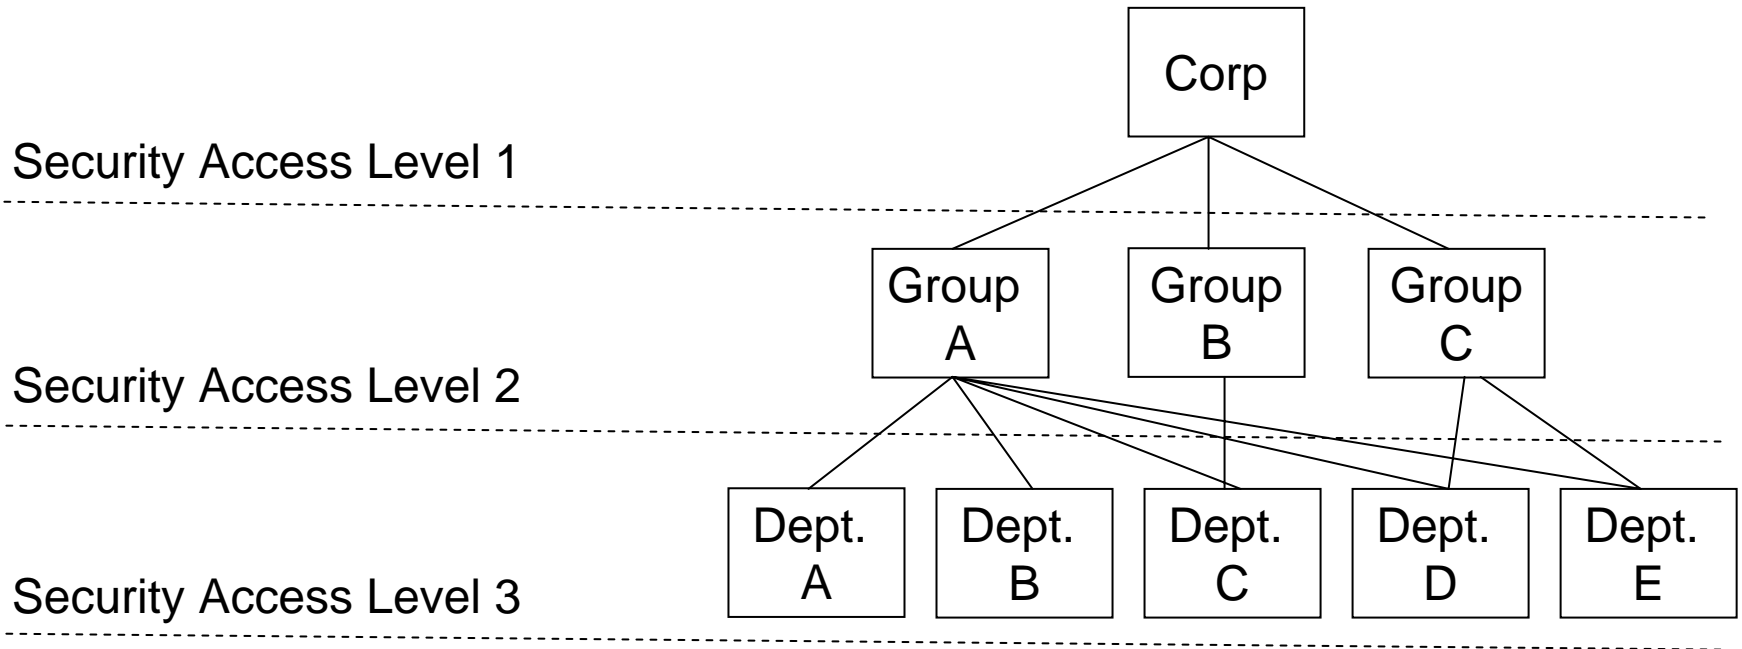 Corp
Security Access Level 1
Group
A
Group
B
Group
C
Security Access Level 2
Dept.
A
Dept.
B
Dept.
C
Dept.
D
Dept.
E
Security Access Level 3